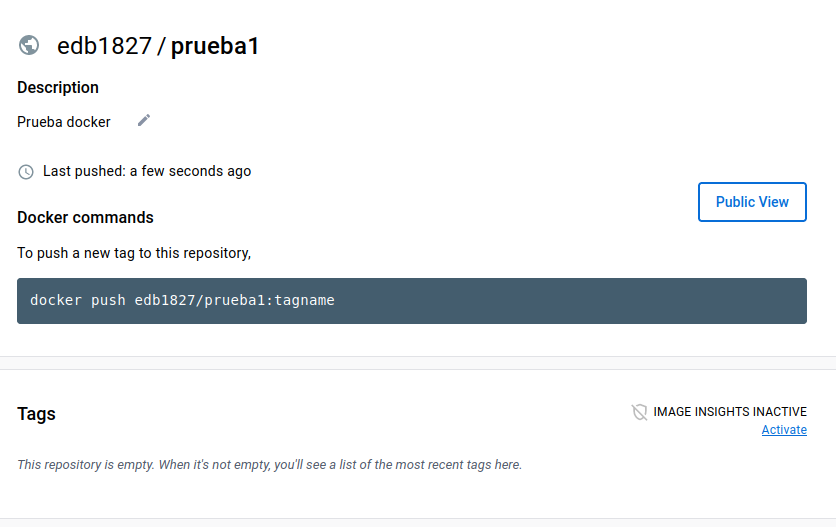 edb1827 / prueba1
Description
Prueba docker
Last pushed: a few seconds ago
Public View
Docker commands
To push a new tag to this repository,
docker push edb1827/prueba1:tagname
Tags
IMAGE INSIGHTS INACTIVE
Activate
This repository is empty. When it's not empty, you'll see a list of the most recent tags here.